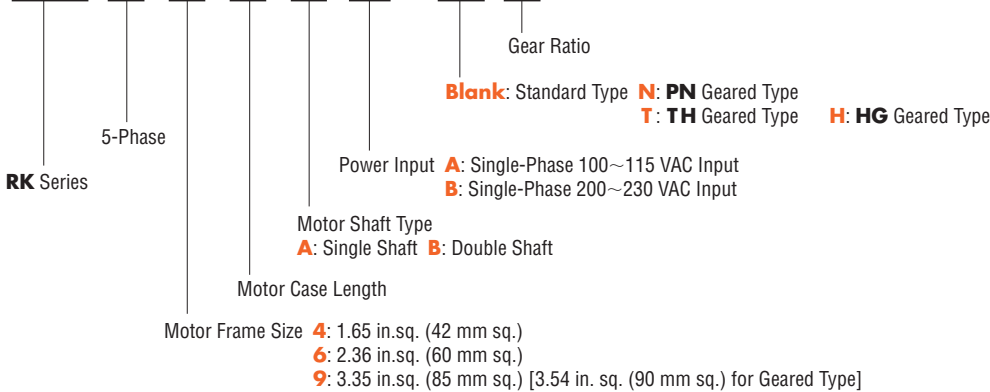 Gear Ratio
Blank: Standard Type N: PN Geared Type
T: TH Geared Type H: HG Geared Type
5-Phase
Power Input A: Single-Phase 100~115 VAC Input
B: Single-Phase 200~230 VAC Input
RK Series
Motor Shaft Type
A: Single Shaft B: Double Shaft
Motor Case Length
Motor Frame Size 4: 1.65 in.sq. (42 mm sq.)
6: 2.36 in.sq. (60 mm sq.)
9: 3.35 in.sq. (85 mm sq.) [3.54 in. sq. (90 mm sq.) for Geared Type]